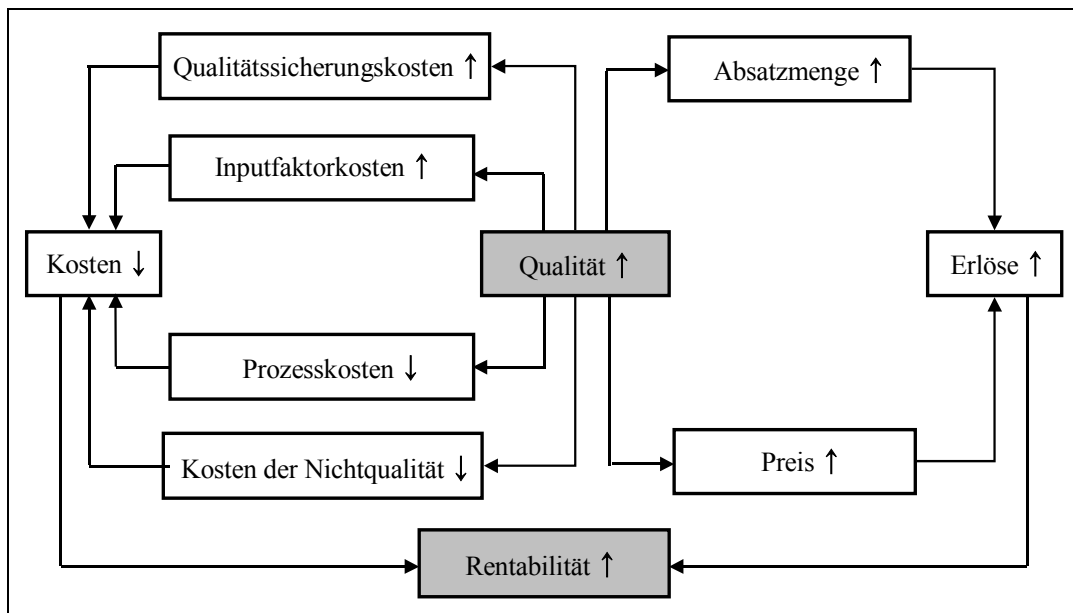 Qualitätssicherungskosten ↑
Absatzmenge ↑
Inputfaktorkosten ↑
Kosten ↓
Qualität ↑
Erlöse ↑
Prozesskosten ↓
Kosten der Nichtqualität ↓
Preis ↑
Rentabilität ↑